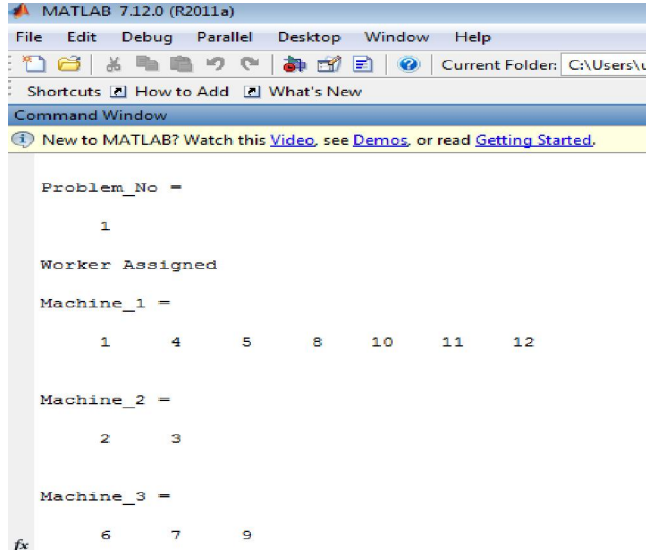 MATLAB 7.12.0 (R2011a)
File Edit Debug Parallel Desktop Window Help
Current Folder: C:\Users\u
Shortcuts How to Add What's New
Command Window
New to MATLAB? Watch this Video, see Demos, or read Getting Started.
Problem_No =
1
Worker Assigned
Machine_1 =
1 4 5 8 10 11 12
Machine_2 =
2 3
Machine_3 =
6 7 9
fx